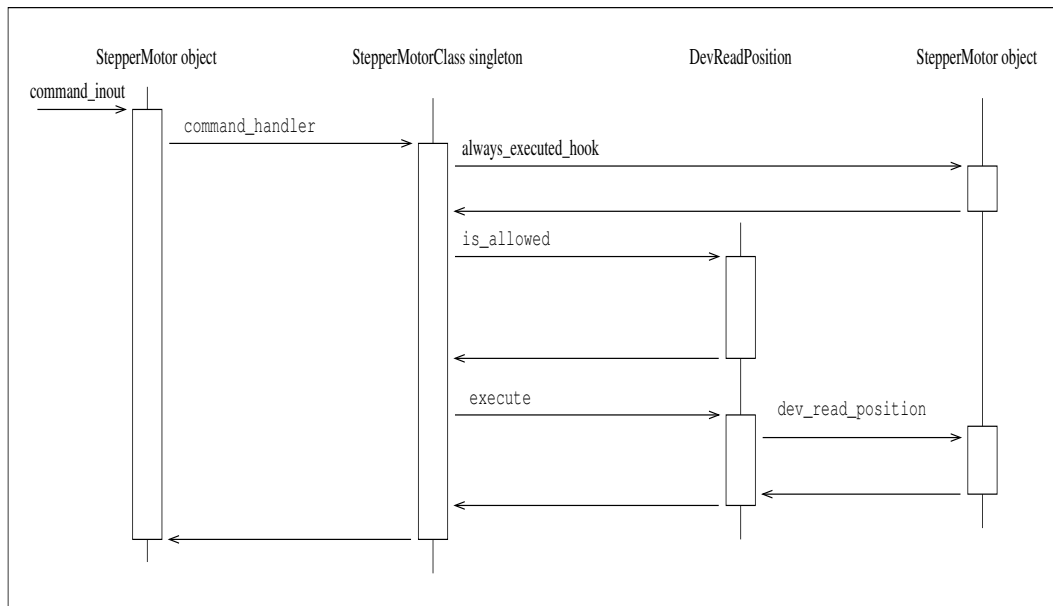 StepperMotor object
StepperMotorClass singleton
DevReadPosition
StepperMotor object
command_inout
command_handler
always_executed_hook
is_allowed
execute
dev_read_position